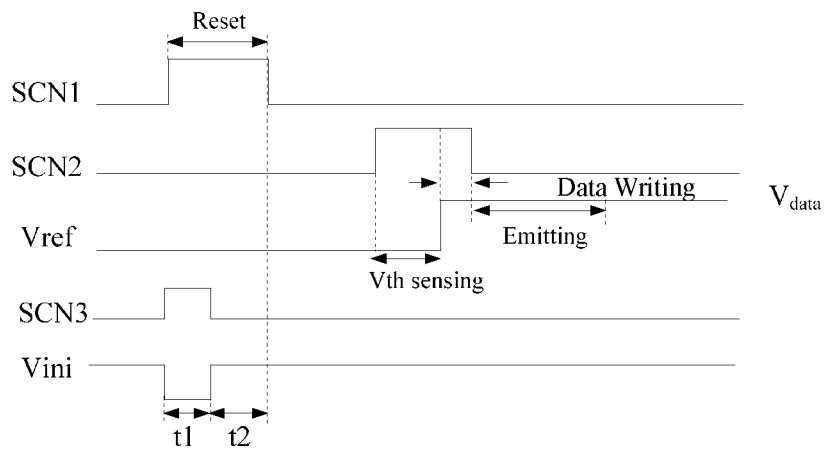 Reset
SCN1
SCN2
Data Writing
Vdata
Vref
Emitting
Vth sensing
SCN3
Vini
t1
t2